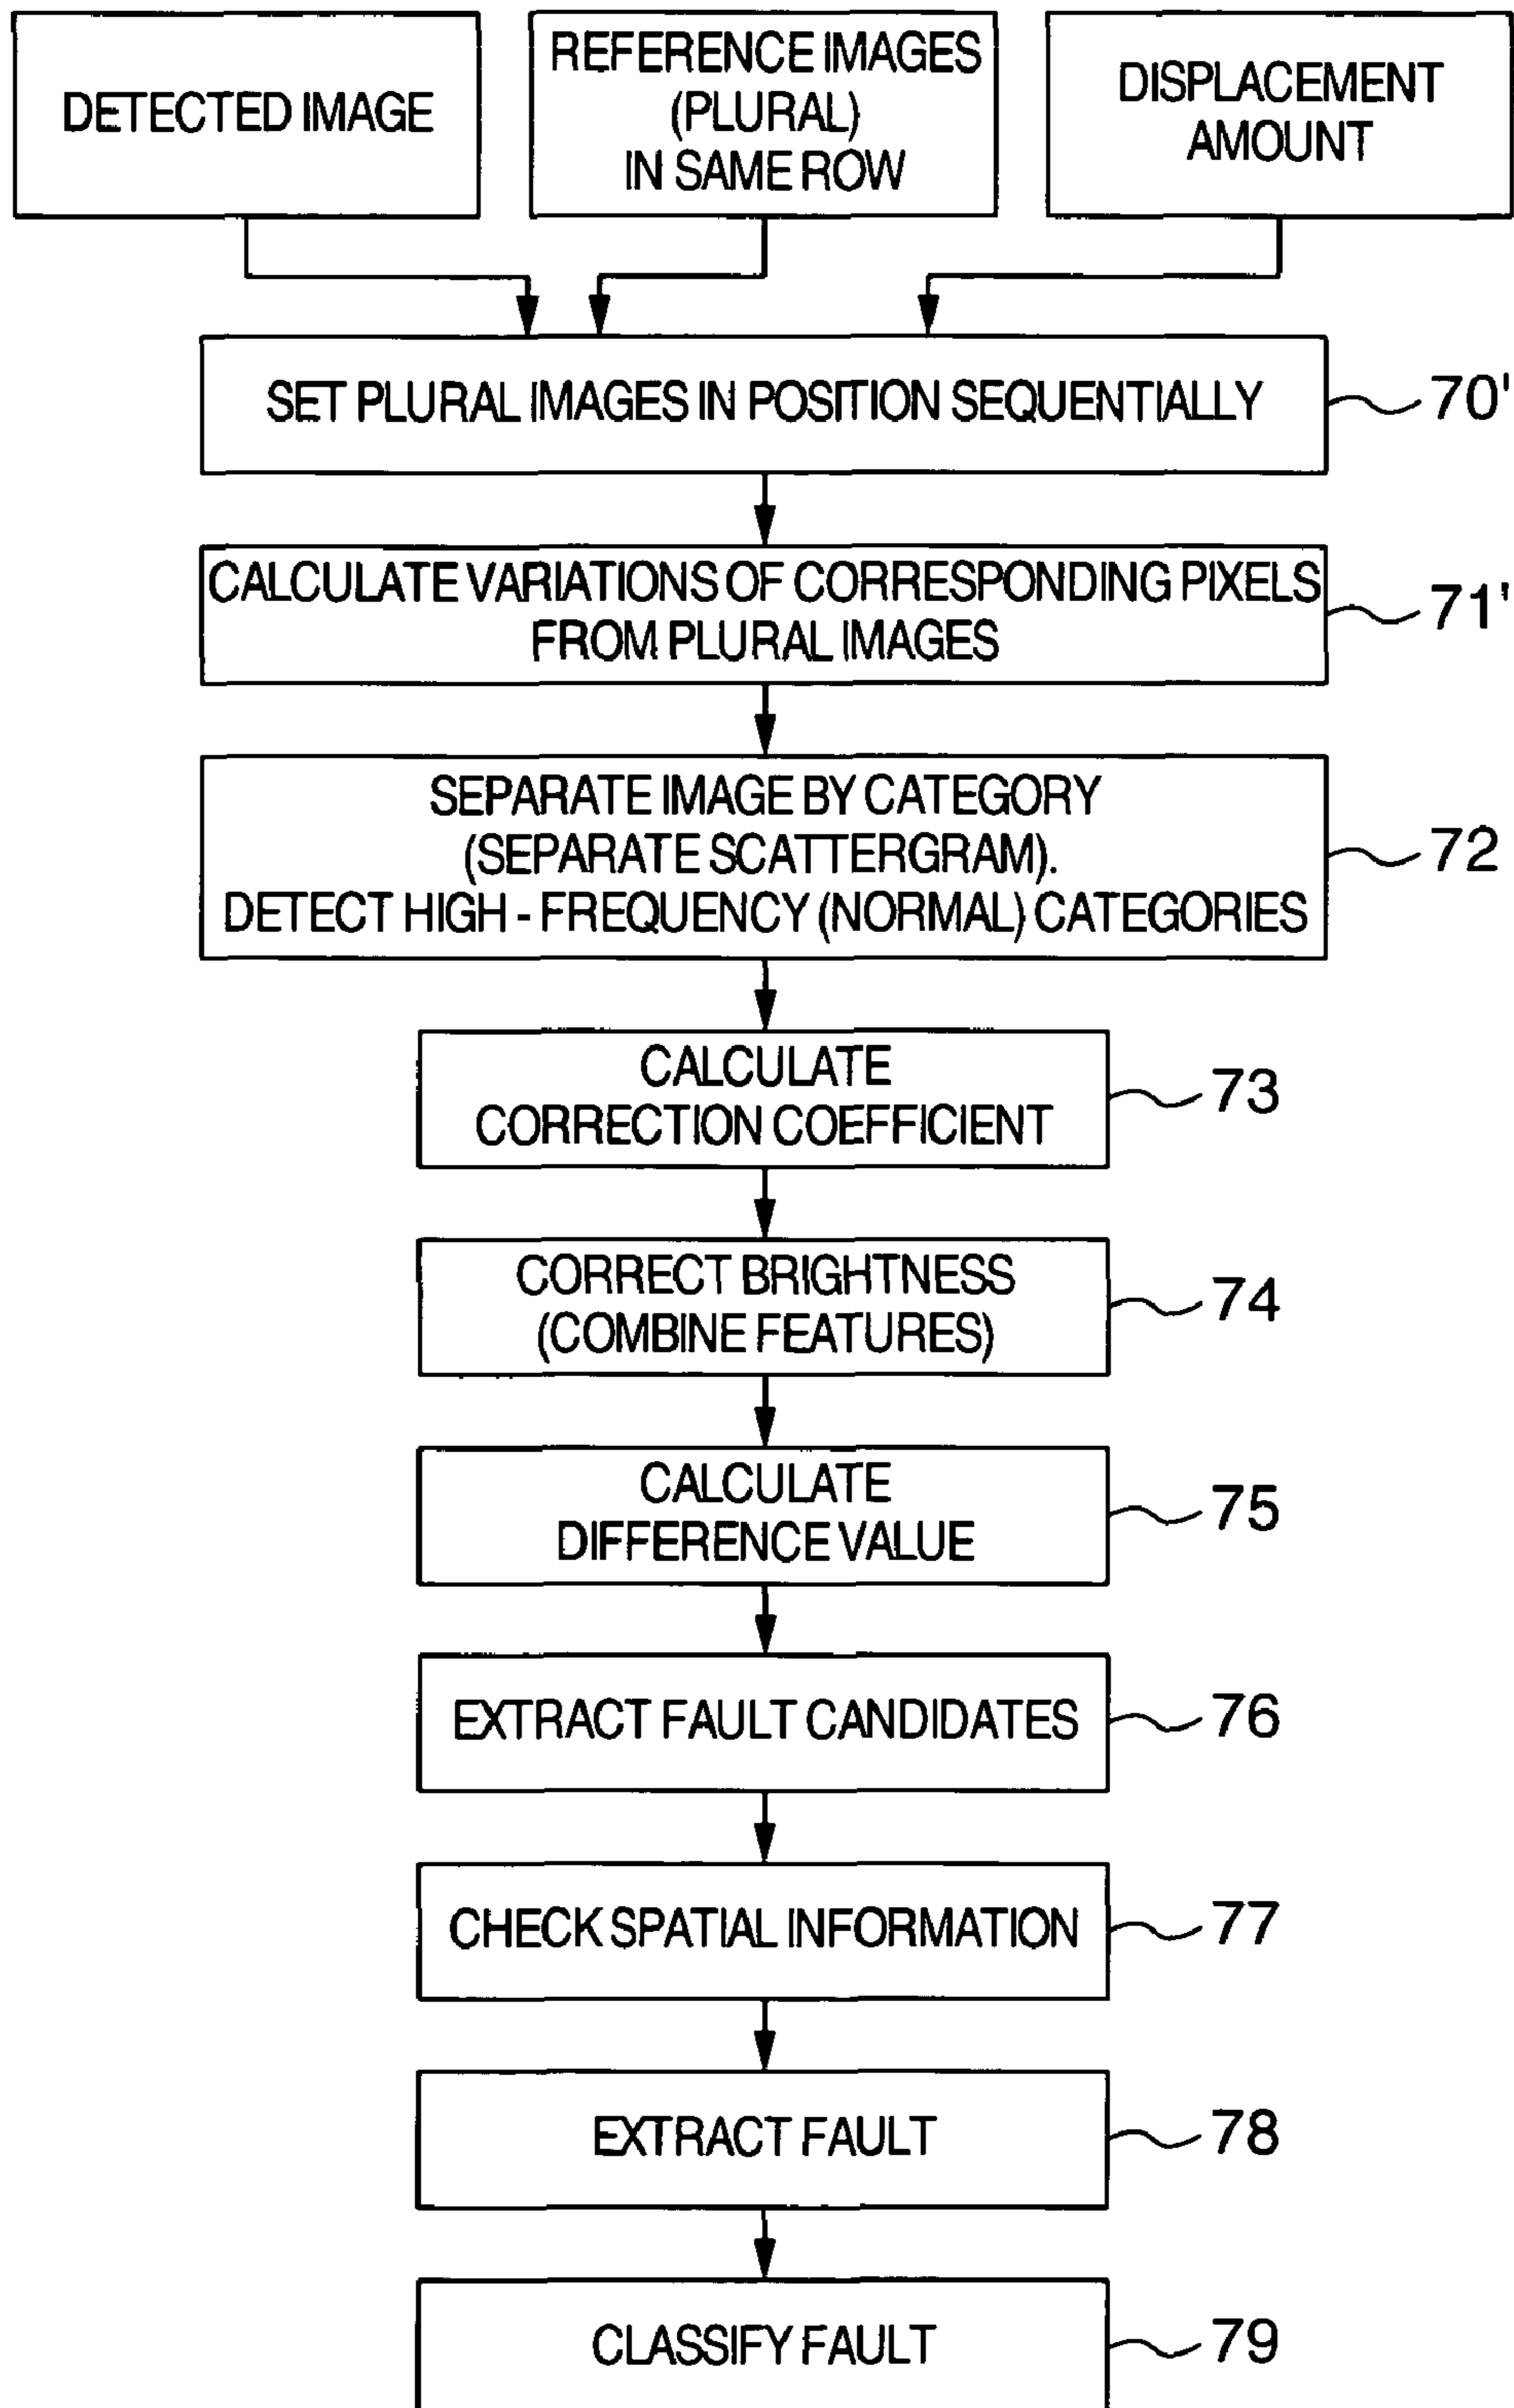 DETECTED IMAGE
REFERENCE IMAGES
(PLURAL)
IN SAME ROW
DISPLACEMENT
AMOUNT
SET PLURAL IMAGES IN POSITION SEQUENTIALLY
70'
CALCULATE VARIATIONS OF CORRESPONDING PIXELS
FROM PLURAL IMAGES
71'
SEPARATE IMAGE BY CATEGORY
(SEPARATE SCATTERGRAM).
DETECT HIGH - FREQUENCY (NORMAL) CATEGORIES
72
CALCULATE
CORRECTION COEFFICIENT
73
CORRECT BRIGHTNESS
(COMBINE FEATURES)
74
CALCULATE
DIFFERENCE VALUE
75
EXTRACT FAULT CANDIDATES
76
CHECK SPATIAL INFORMATION
77
EXTRACT FAULT
78
CLASSIFY FAULT
79